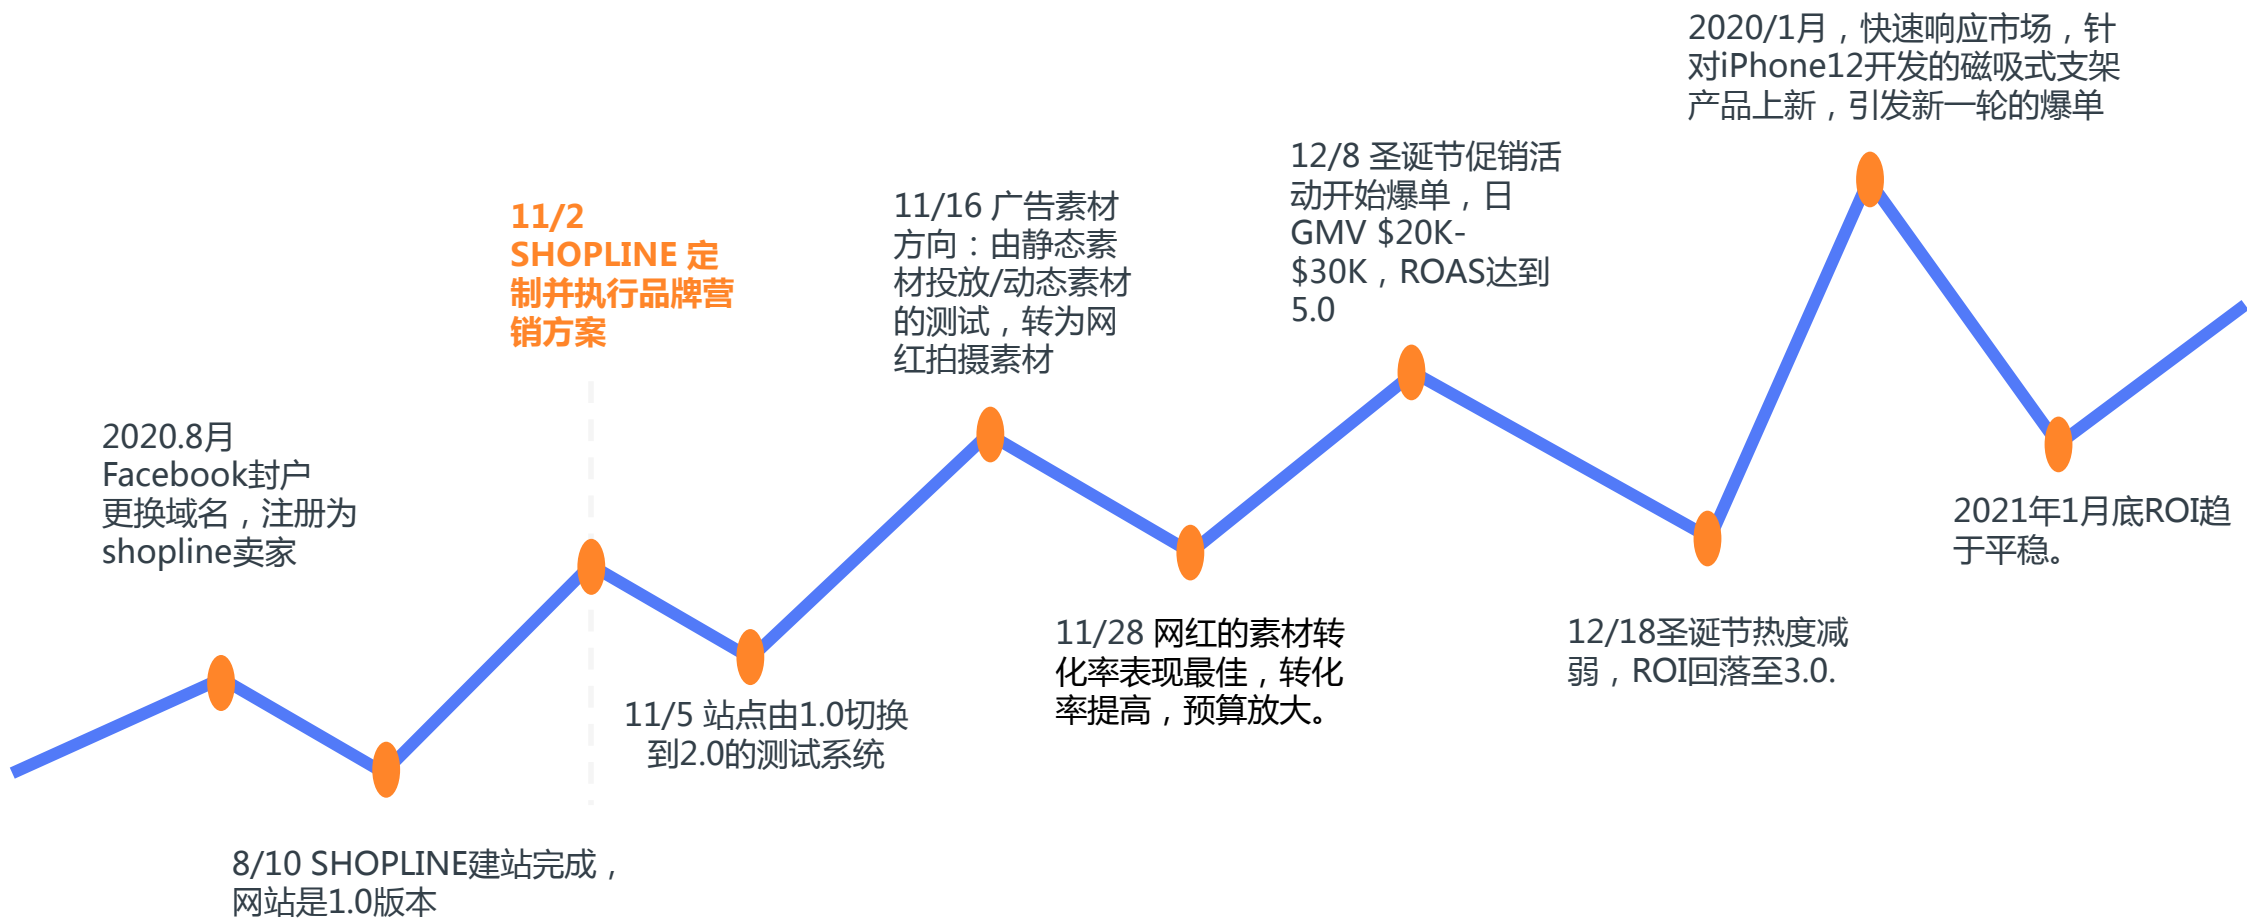 2020.8月
Facebook封户
更换域名，注册为
shopline卖家
8/10 SHOPLINE建站完成，
网站是1.0版本
11/2
SHOPLINE 定
制并执行品牌营
销方案
11/5 站点由1.0切换
到2.0的测试系统
11/16 广告素材
方向：由静态素
材投放/动态素材
的测试，转为网
红拍摄素材
11/28 网红的素材转
化率表现最佳，转化
率提高，预算放大。
12/8 圣诞节促销活
动开始爆单，日
GMV $20K-
$30K，ROAS达到
5.0
12/18圣诞节热度减
弱，ROI回落至3.0.
2020/1月，快速响应市场，针
对iPhone12开发的磁吸式支架
产品上新，引发新一轮的爆单
2021年1月底ROI趋
于平稳。